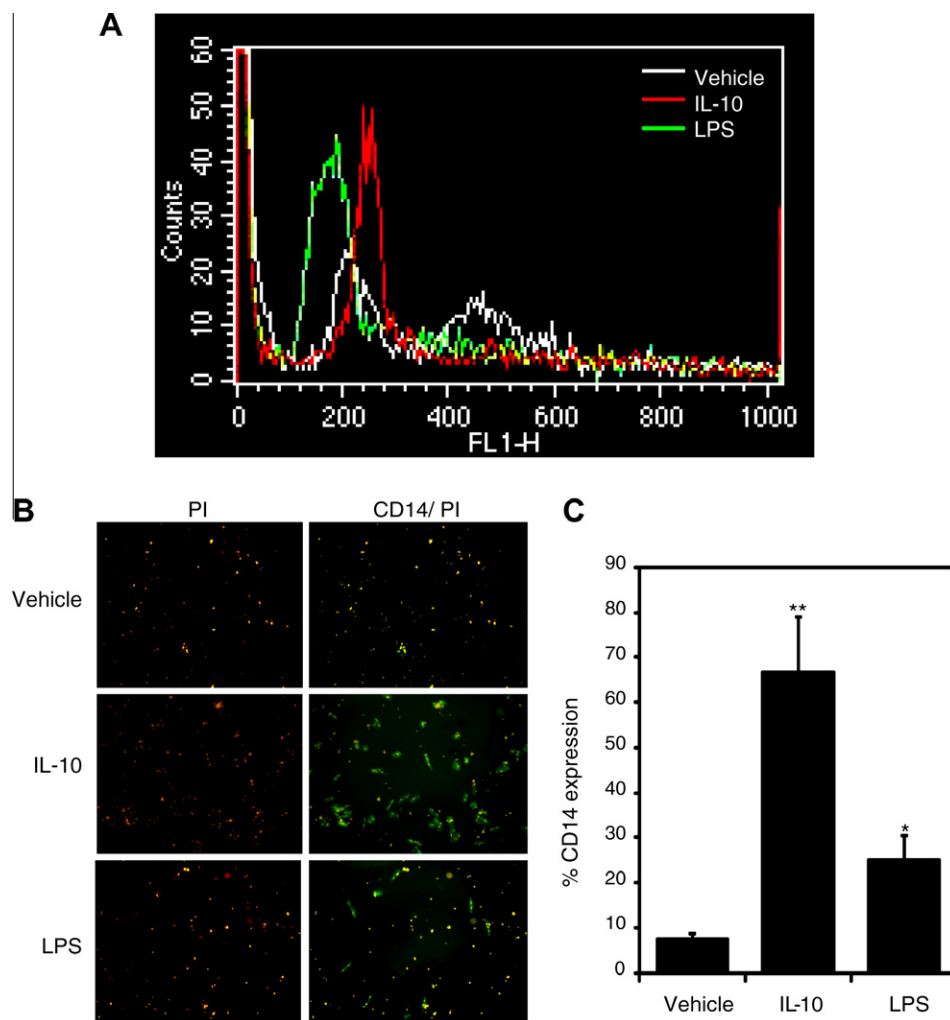 A
60
50
40
30
20
10
0
Counts
Vehicle
IL-10
LPS
0 200 400 600 800 1000
FL1-H
B
PI CD14/ PI
Vehicle
IL-10
LPS
C
90
80
70
60
50
40
30
20
10
0
% CD14 expression
**
*
Vehicle IL-10 LPS